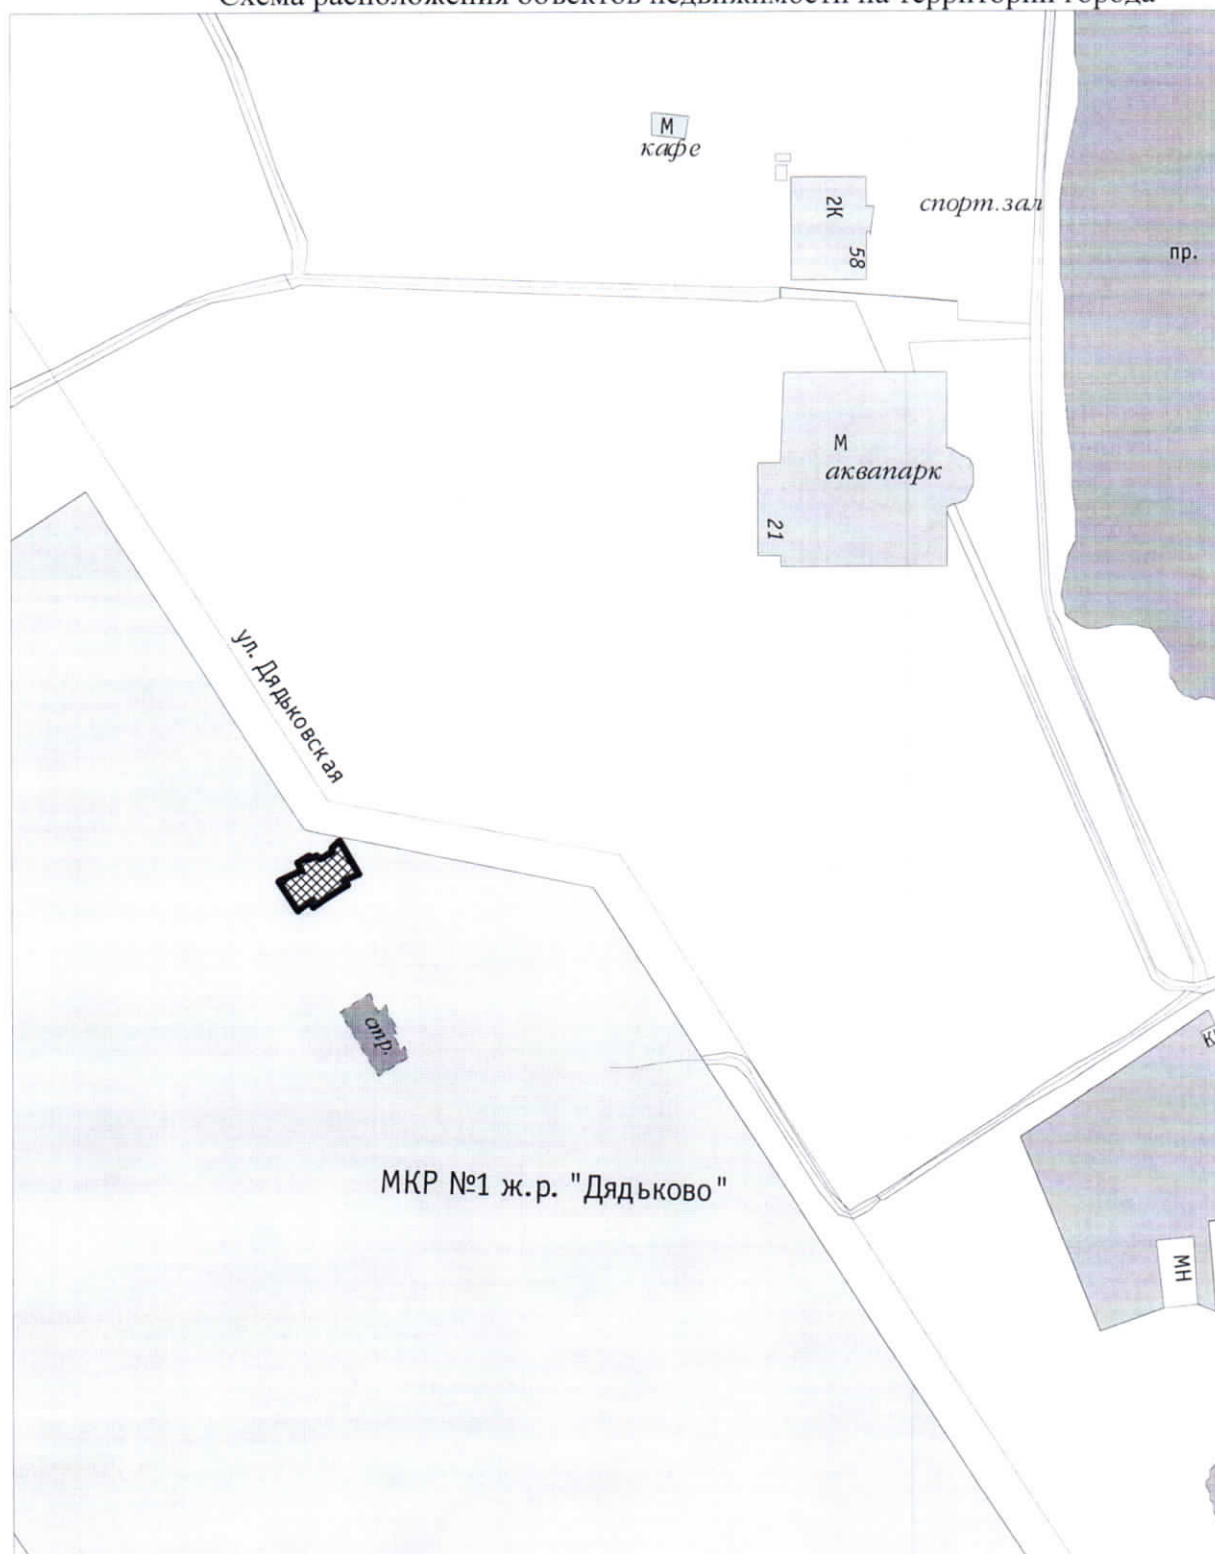 Схема расположения объектов недвижимости на территории города
М
кафе
2К
58
спорт.зал
пр.
М
аквапарк
21
ул. Дядьковская
стр.
МКР №1 ж.р. "Дядьково"
МН